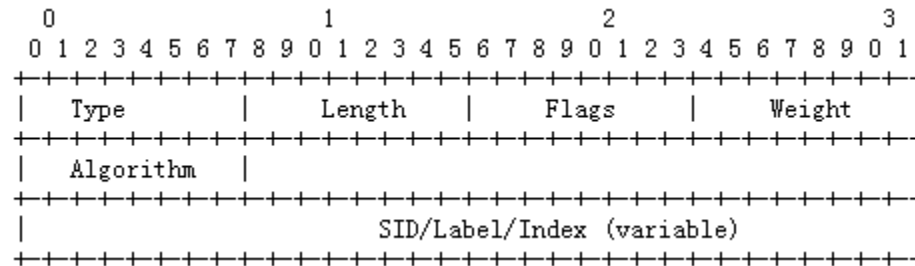 0 1 2 3
0 1 2 3 4 5 6 7 8 9 0 1 2 3 4 5 6 7 8 9 0 1 2 3 4 5 6 7 8 9 0 1
+-+-+-+-+-+-+-+-+-+-+-+-+-+-+-+-+-+-+-+-+-+-+-+-+-+-+-+-+-+-+-+-
| Type | Length | Flags | Weight
+-+-+-+-+-+-+-+-+-+-+-+-+-+-+-+-+-+-+-+-+-+-+-+-+-+-+-+-+-+-+-+-
| Algorithm |
+-+-+-+-+-+-+-+-+-+-+-+-+-+-+-+-+-+-+-+-+-+-+-+-+-+-+-+-+-+-+-+-
| SID/Label/Index (variable)
+-+-+-+-+-+-+-+-+-+-+-+-+-+-+-+-+-+-+-+-+-+-+-+-+-+-+-+-+-+-+-+-